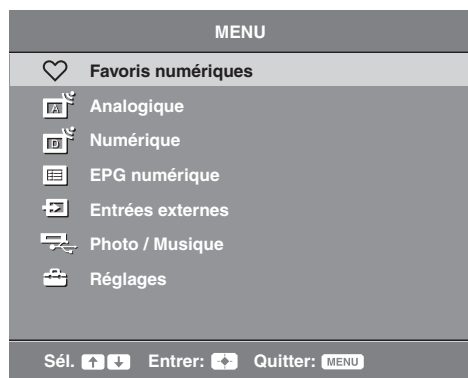 MENU
Favoris numériques
A Analogique
D Numérique
EPG numérique
Entrées externes
Photo / Musique
Réglages
Sél. Entrer: Quitter: MENU